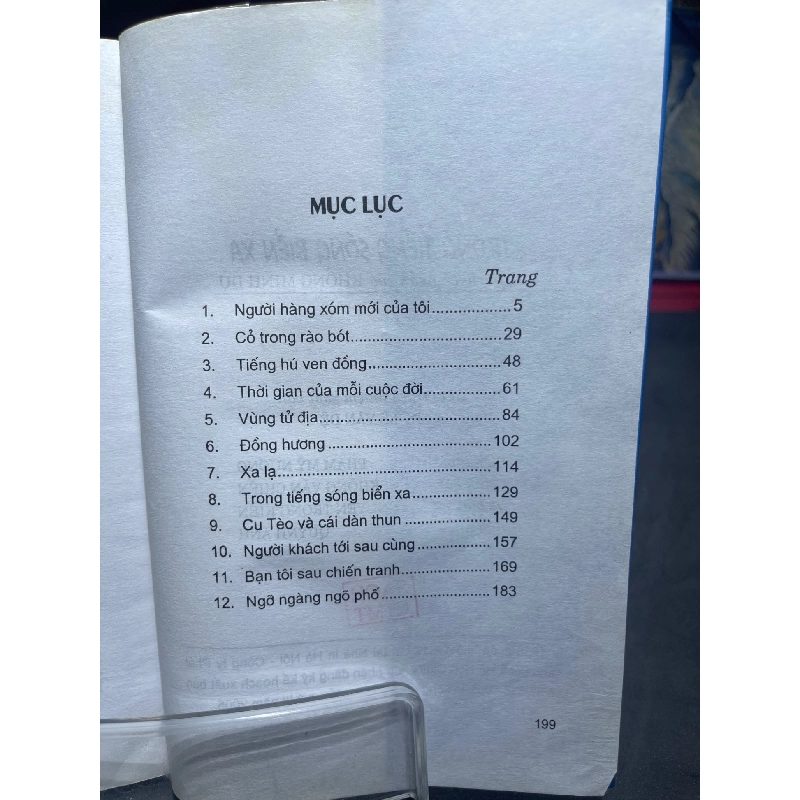 MỤC LỤC
Trang
1. Người hàng xóm mới của tôi...................5
2. Cỏ trong rào bót....................................29
3. Tiếng hú ven đồng................................48
4. Thời gian của mỗi cuộc đời..................61
5. Vùng tử địa............................................84
6. Đồng hương........................................102
7. Xa lạ....................................................114
8. Trong tiếng sóng biển xa...................129
9. Cu Tèo và cái dàn thun.....................149
10. Người khách tới sau cùng..................157
11. Bạn tôi sau chiến tranh.....................169
12. Ngỡ ngàng ngõ phố..........................183
199